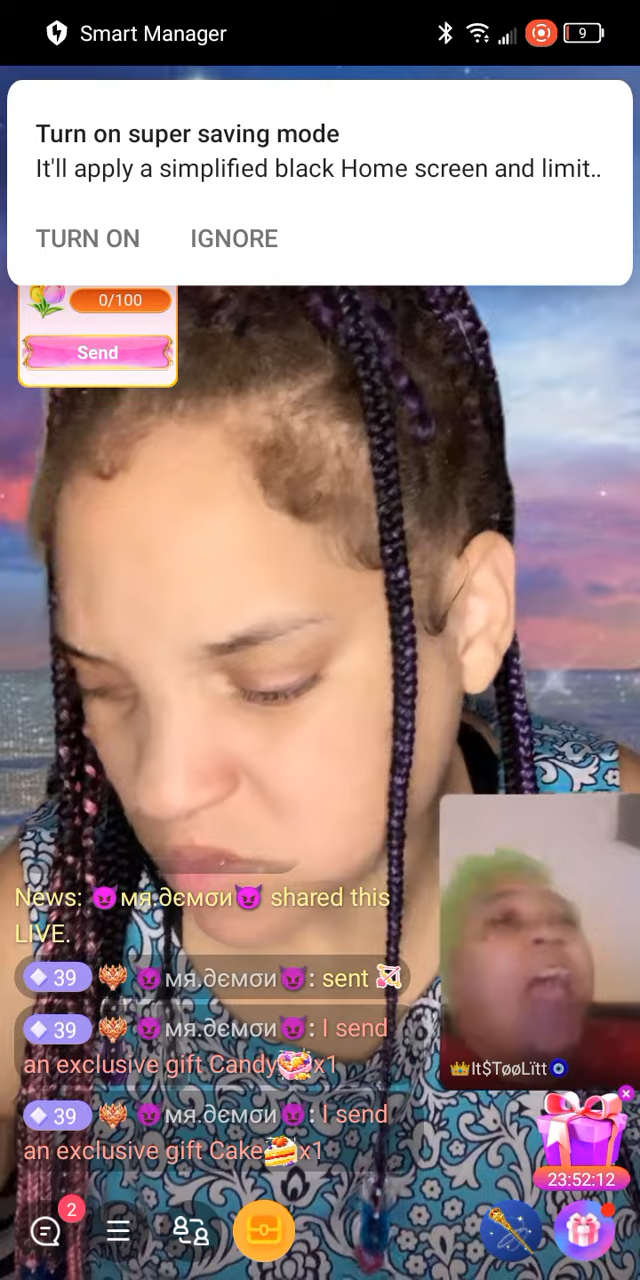 Smart Manager
9
Turn on super saving mode
It'll apply a simplified black Home screen and limit..
TURN ON IGNORE
0/100
Send
News: 😈мя.∂ємσи😈 shared this
LIVE.
39 😈мя.∂ємσи😈: sent 🏹
39 😈мя.∂ємσи😈: I send
an exclusive gift Candy x1
39 😈мя.∂ємσи😈: I send
an exclusive gift Cake🍰x1
👑It$TøøLïtt🧿
23:52:12
2